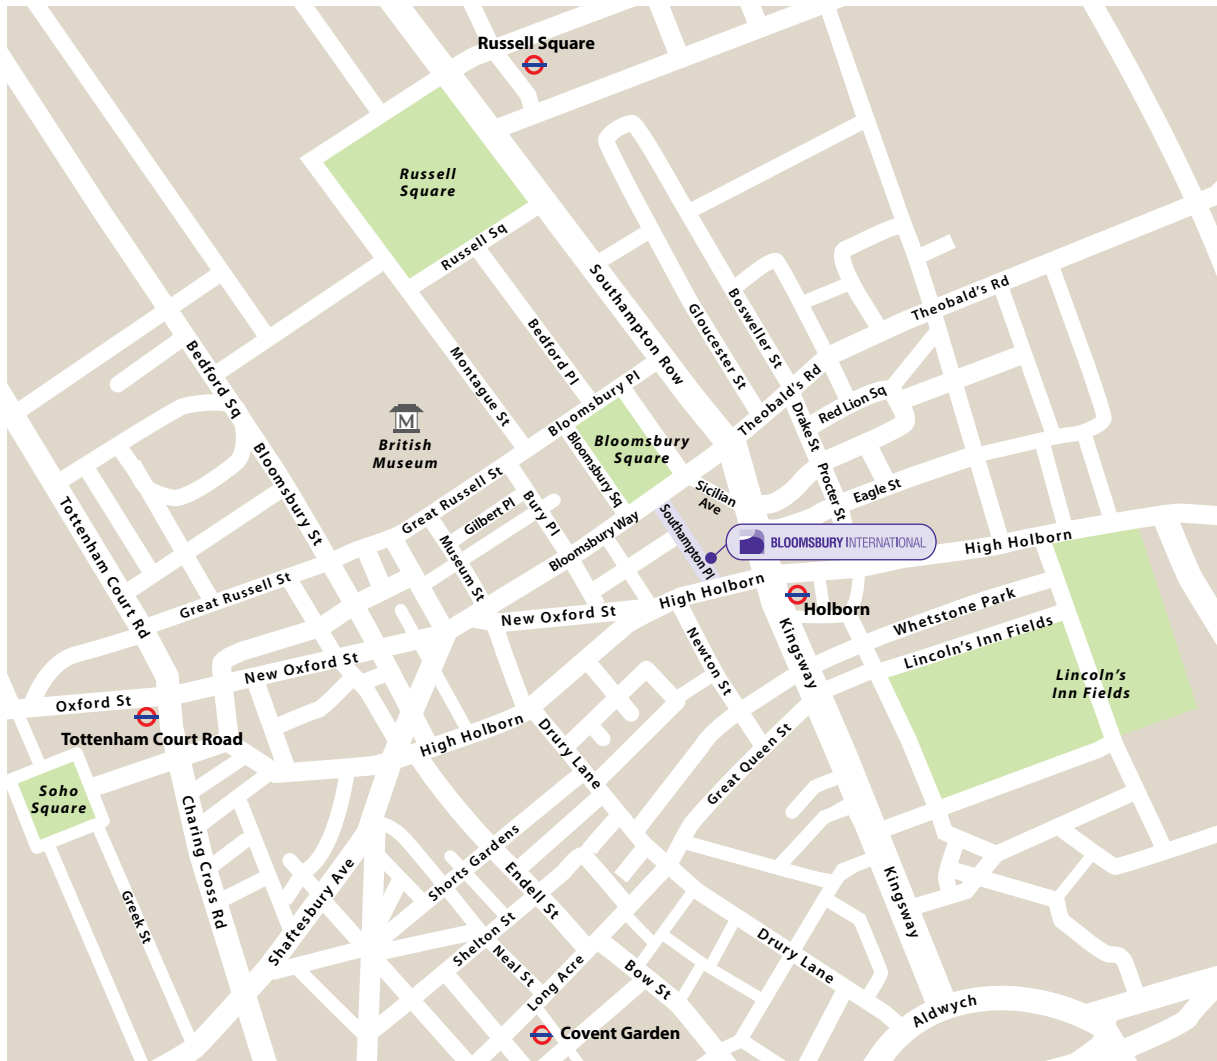 Russell Square
Russell
Square
Russell Sq
Southampton Row
Bosweller St
Gloucester St
Theobald's Rd
Bedford Pl
Bedford Sq
Montague St
Bloomsbury Pl
Theobald's Rd
Red Lion Sq
Drake St
M
British
Museum
Bloomsbury
Square
Bloomsbury Sq
Bloomsbury St
Great Russell St
Sicilian
Ave
Procter St
Eagle St
Gilbert Pl
Bury Pl
Bloomsbury Way
Southampton Pl
Tottenham Court Rd
Museum St
BLOOMSBURY INTERNATIONAL
High Holborn
Great Russell St
High Holborn
New Oxford St
Holborn
Whetstone Park
Lincoln's Inn Fields
Kingsway
Newton St
New Oxford St
Lincoln's
Inn Fields
Oxford St
Tottenham Court Road
High Holborn
Drury Lane
Great Queen St
Soho
Square
Charing Cross Rd
Shorts Gardens
Endell St
Kingsway
Greek St
Shaftesbury Ave
Shelton St
Neal St
Long Acre
Bow St
Drury Lane
Aldwych
Covent Garden